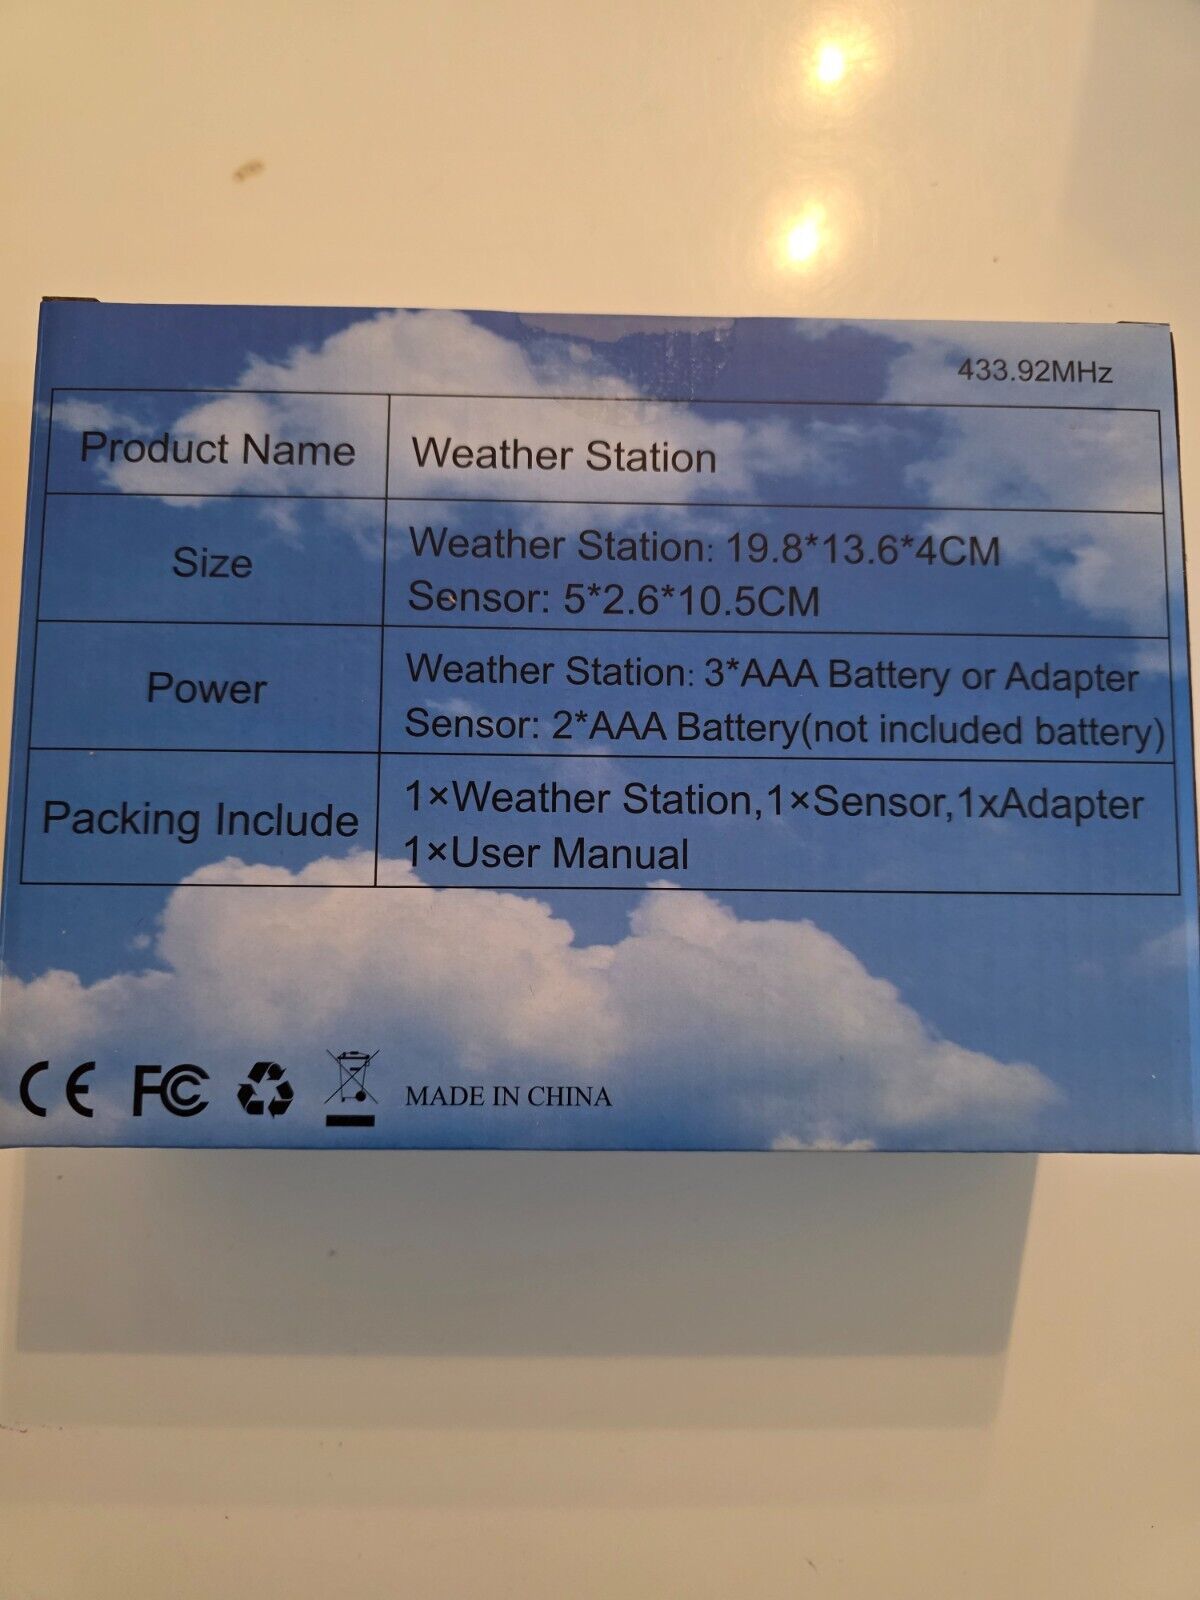 433.92MHz
Product Name
Weather Station
Size
Weather Station: 19.8*13.6*4CM
Sensor: 5*2.6*10.5CM
Power
Weather Station: 3*AAA Battery or Adapter
Sensor: 2*AAA Battery(not included battery)
Packing Include
1×Weather Station,1×Sensor,1xAdapter
1×User Manual
CE FC MADE IN CHINA